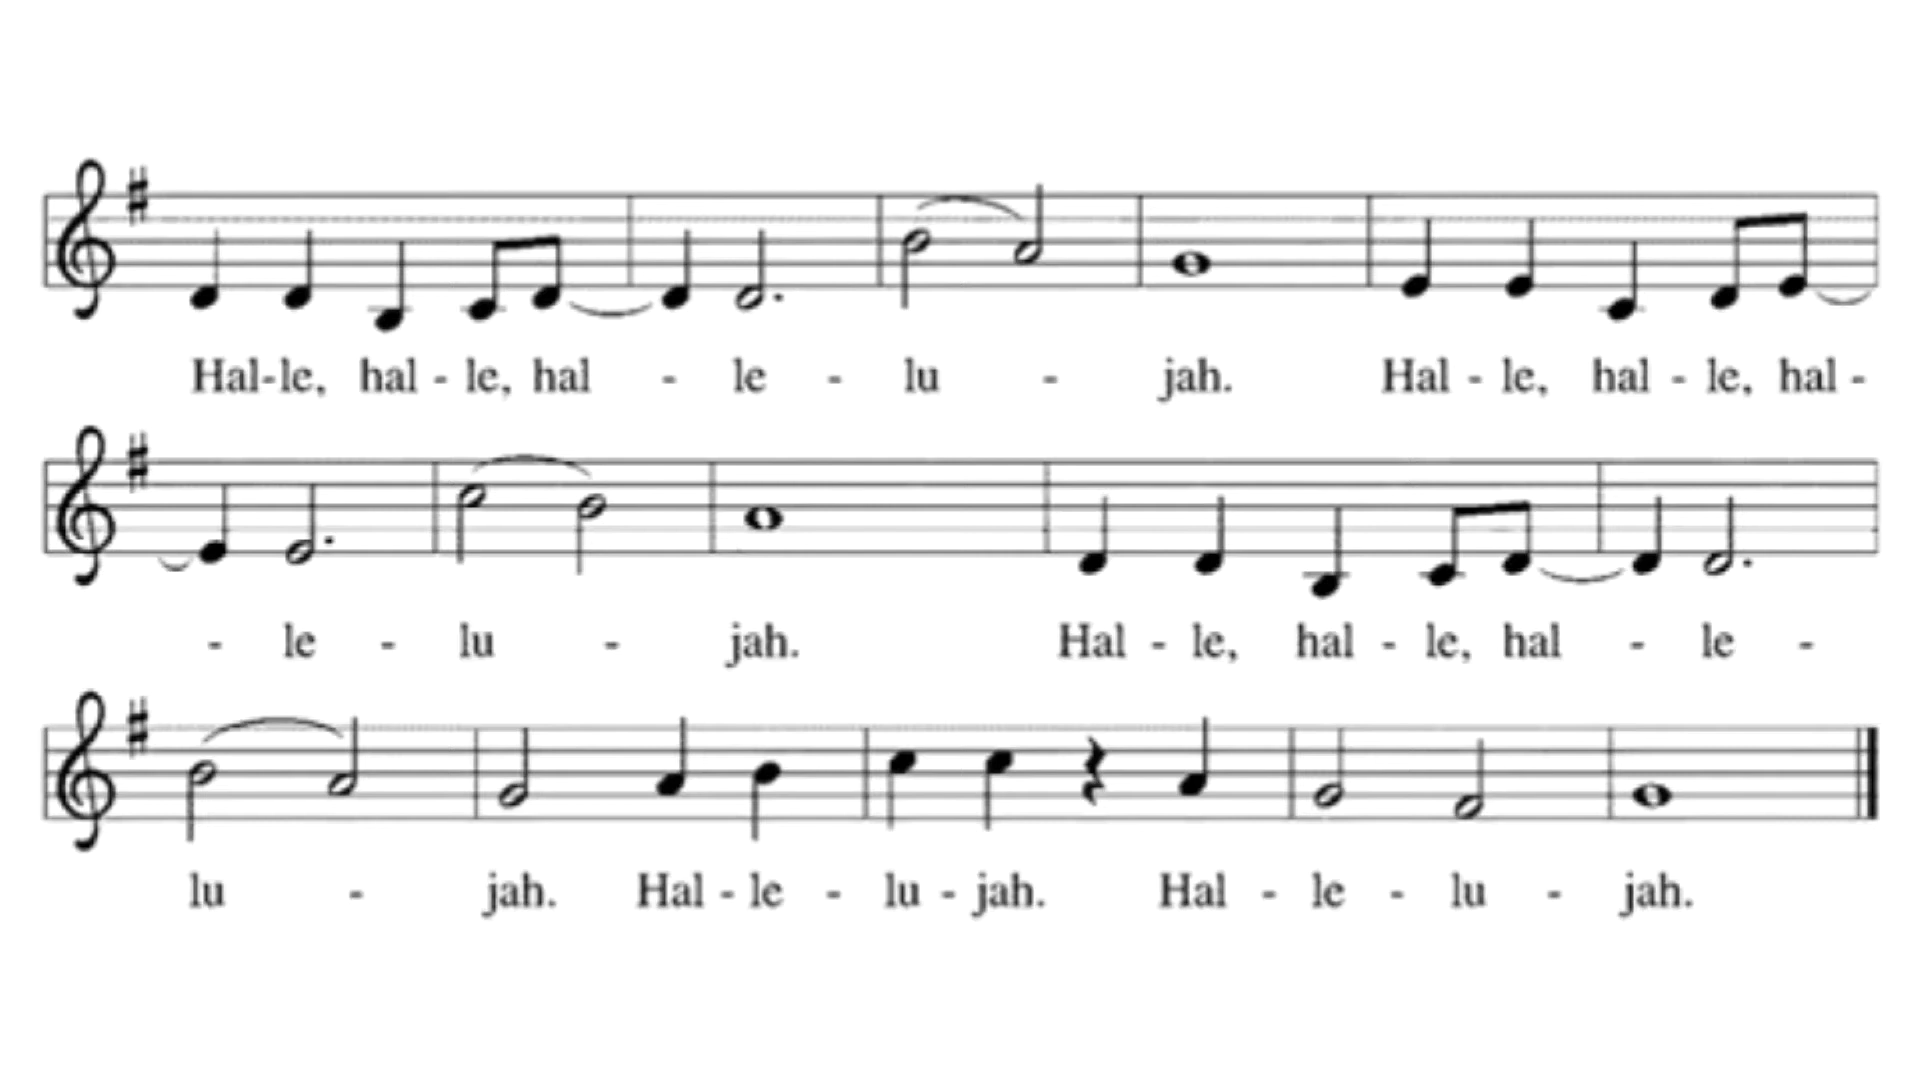 Hal-le, hal - le, hal - le - lu - jah. Hal - le, hal - le, hal -
- le - lu - jah. Hal - le, hal - le, hal - le -
lu - jah. Hal - le - lu - jah. Hal - le - lu - jah.